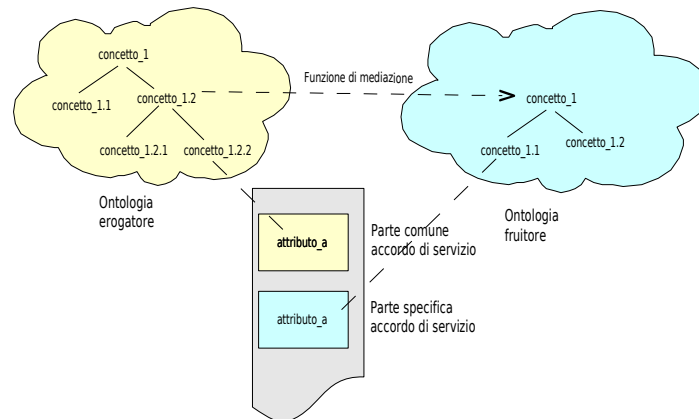 concetto_1
concetto_1.1
concetto_1.2
concetto_1.2.1
concetto_1.2.2
Ontologia
erogatore
Funzione di mediazione
concetto_1
concetto_1.1
concetto_1.2
Ontologia
fruitore
attributo_a
Parte comune
accordo di servizio
attributo_a
Parte specifica
accordo di servizio